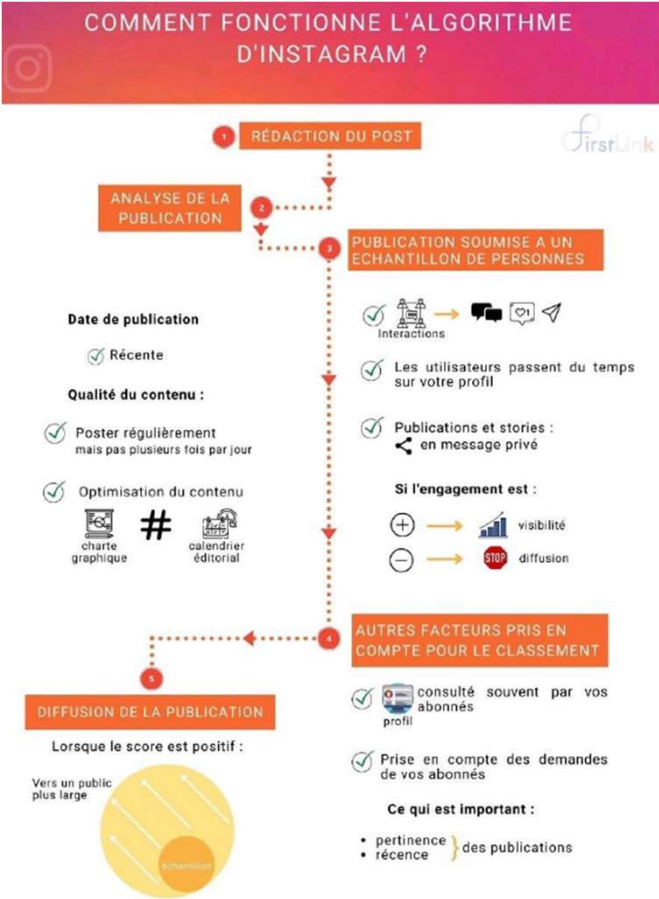 COMMENT FONCTIONNE L'ALGORITHME
D'INSTAGRAM ?
firstLink
1
RÉDACTION DU POST
ANALYSE DE LA
PUBLICATION
2
3
PUBLICATION SOUMISE A UN
ECHANTILLON DE PERSONNES
Date de publication
Récente
Qualité du contenu :
Poster régulièrement
mais pas plusieurs fois par jour
Optimisation du contenu
charte
graphique
#
calendrier
éditorial
Interactions
1
Les utilisateurs passent du temps
sur votre profil
Publications et stories :
en message privé
Si l'engagement est :
+
visibilité
−
STOP
diffusion
4
AUTRES FACTEURS PRIS EN
COMPTE POUR LE CLASSEMENT
profil
consulté souvent par vos
abonnés
Prise en compte des demandes
de vos abonnés
Ce qui est important :
• pertinence
• récence
} des publications
5
DIFFUSION DE LA PUBLICATION
Lorsque le score est positif :
Vers un public
plus large
échantillon